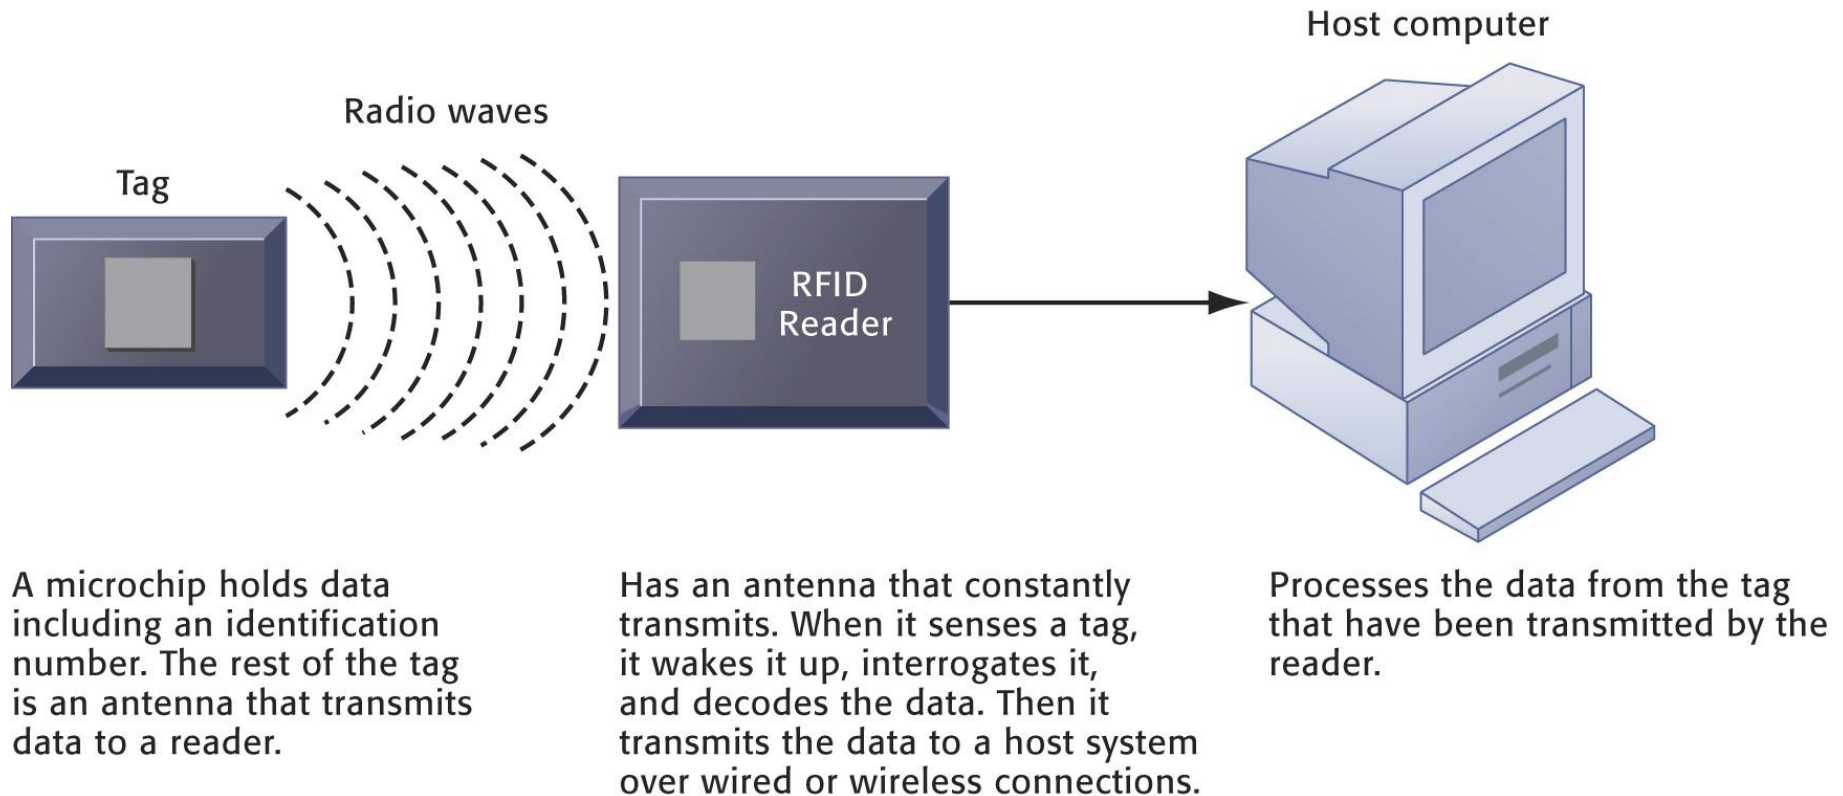 Host computer
Radio waves
Tag
RFID
Reader
A microchip holds data
including an identification
number. The rest of the tag
is an antenna that transmits
data to a reader.
Has an antenna that constantly
transmits. When it senses a tag,
it wakes it up, interrogates it,
and decodes the data. Then it
transmits the data to a host system
over wired or wireless connections.
Processes the data from the tag
that have been transmitted by the
reader.